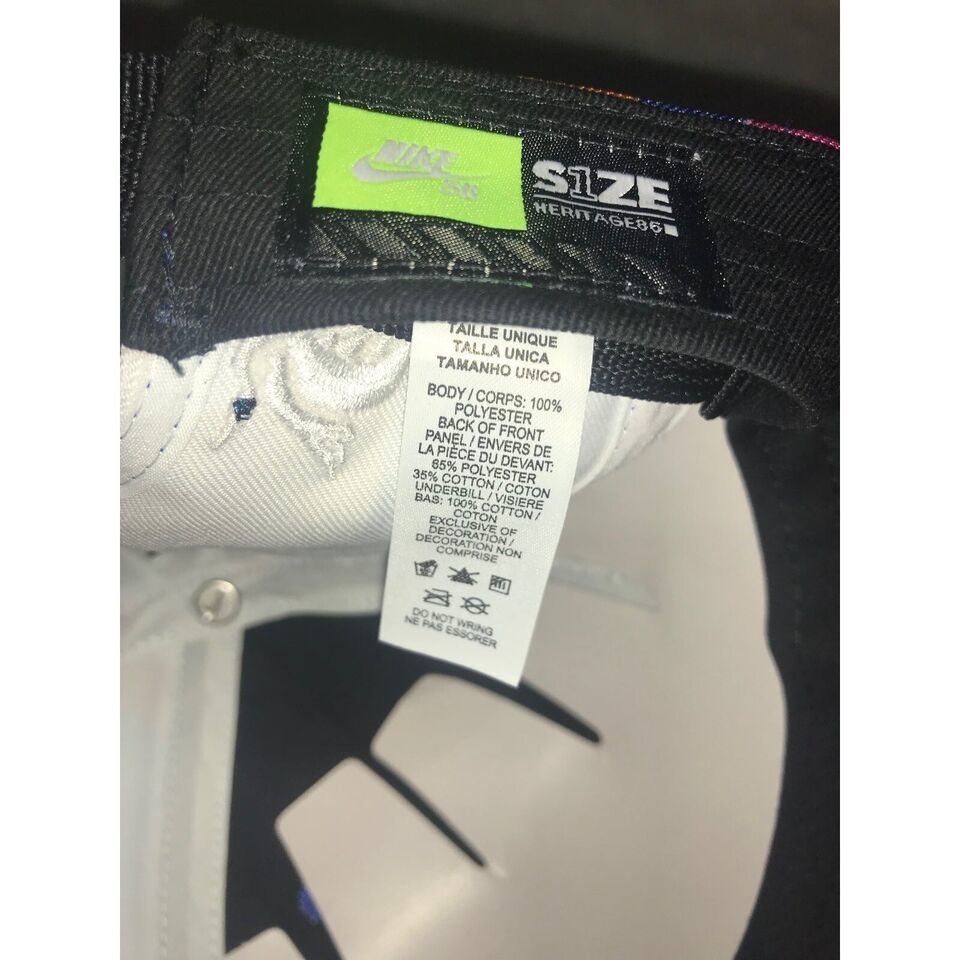 NIKE
SB
S1ZE
HERITAGE86
TAILLE UNIQUE
TALLA UNICA
TAMANHO UNICO
BODY / CORPS: 100%
POLYESTER
BACK OF FRONT
PANEL / ENVERS DE
LA PIÈCE DU DEVANT:
65% POLYESTER
35% COTTON / COTON
UNDERBILL / VISIERE
BAS: 100% COTTON /
COTON
EXCLUSIVE OF
DECORATION /
DECORATION NON
COMPRISE
DO NOT WRING
NE PAS ESSORER